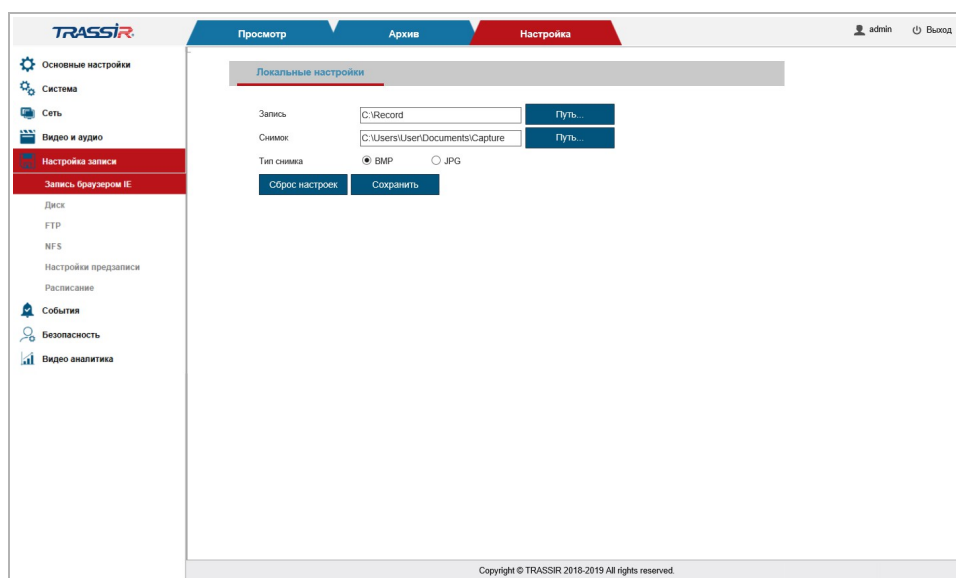 TRASSIR
Просмотр
Архив
Настройка
admin
Выход
Основные настройки
Система
Сеть
Видео и аудио
Настройка записи
Запись браузером IE
Диск
FTP
NFS
Настройки предзаписи
Расписание
События
Безопасность
Видео аналитика
Локальные настройки
Запись C:\Record Путь...
Снимок C:\Users\User\Documents\Capture Путь...
Тип снимка BMP JPG
Сброс настроек Сохранить
Copyright © TRASSIR 2018-2019 All rights reserved.